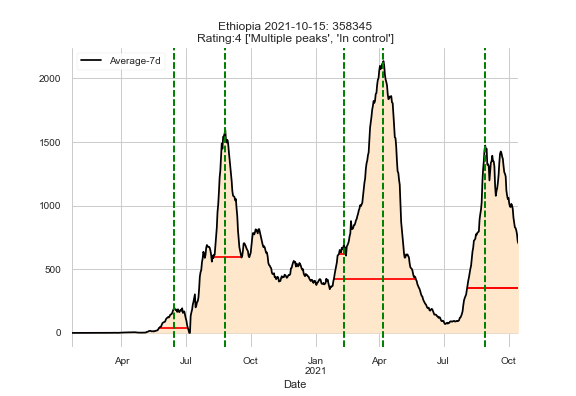 Ethiopia 2021-10-15: 358345
Rating:4 ['Multiple peaks', 'In control']
Average-7d
2000
1500
1000
500
0
Apr Jul Oct Jan Apr Jul Oct
2021
Date